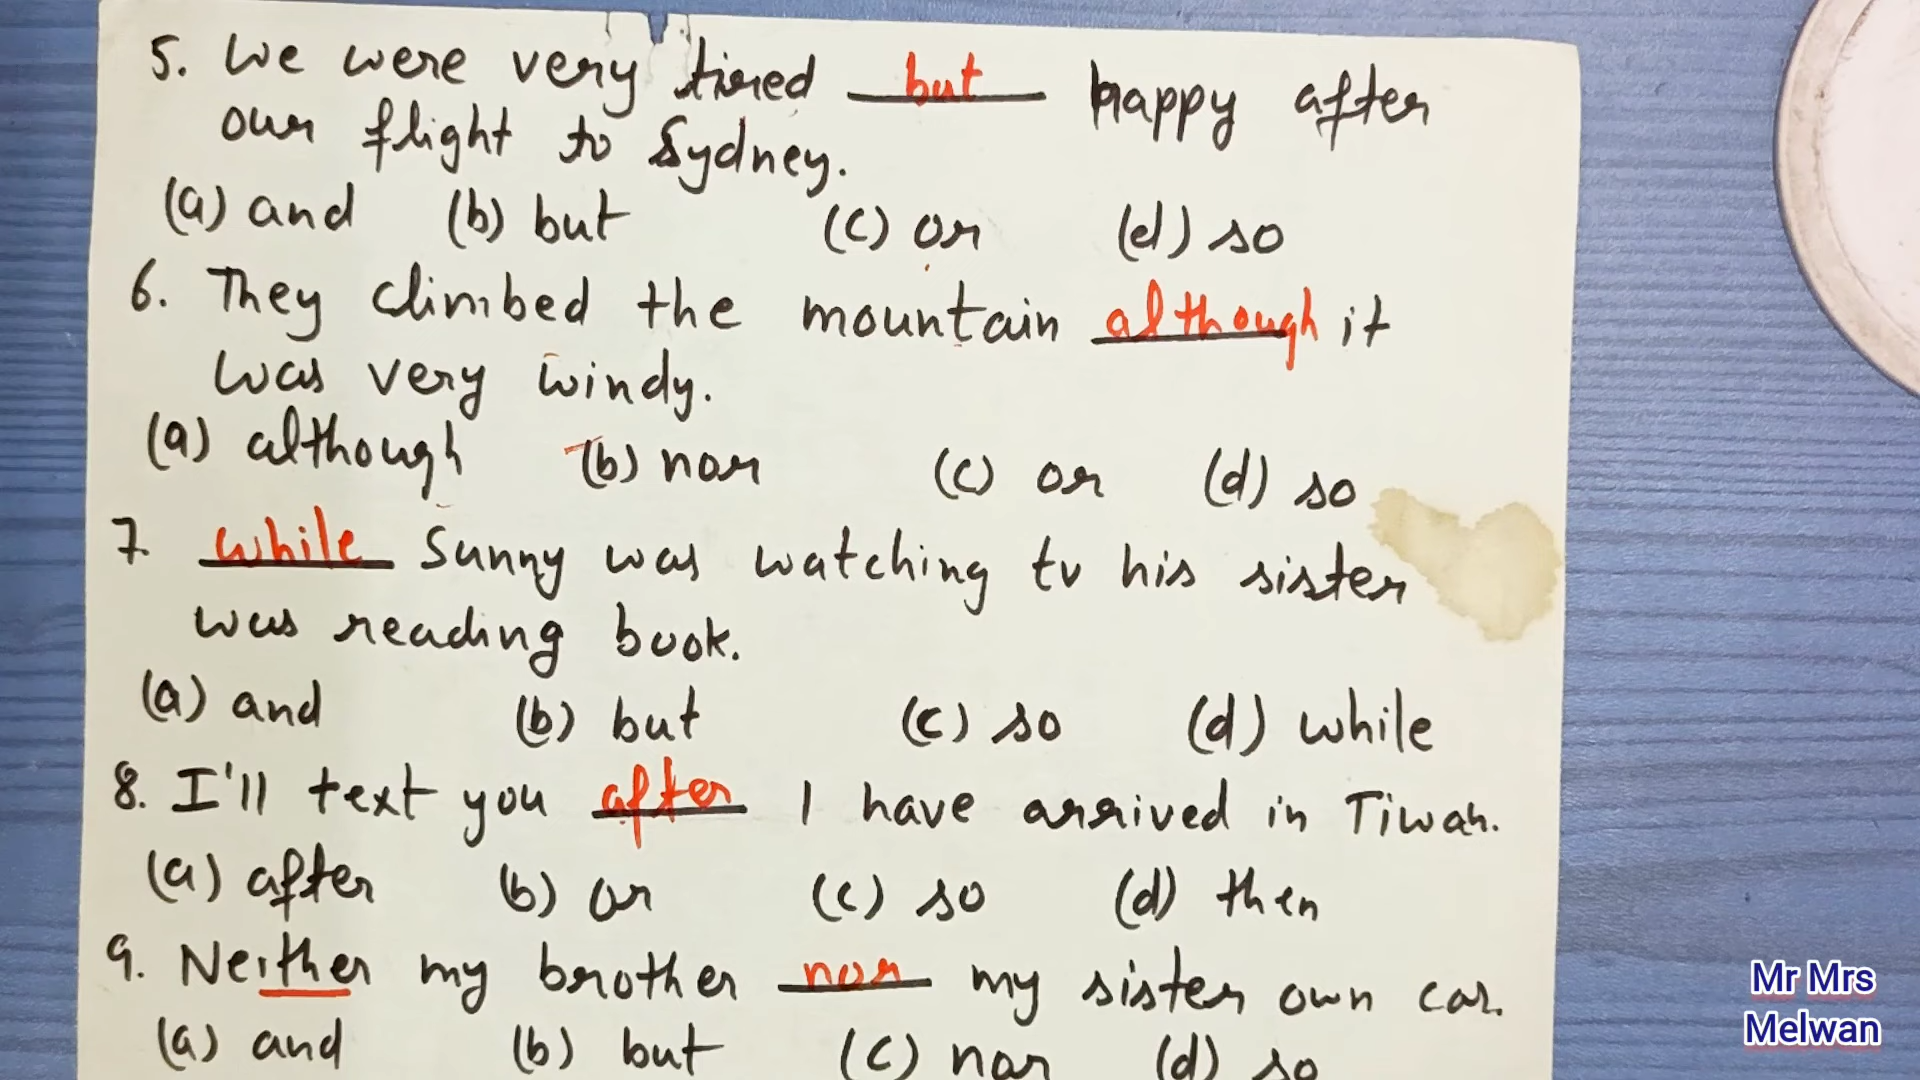 5. We were very tired but happy after
our flight to Sydney.
(a) and (b) but (c) or (d) so
6. They climbed the mountain although it
was very windy.
(a) although (b) nor (c) or (d) so
7. while Sunny was watching tv his sister
was reading book.
(a) and (b) but (c) so (d) while
8. I'll text you after I have arrived in Tiwan.
(a) after (b) or (c) so (d) then
9. Neither my brother nor my sister own car.
(a) and (b) but (c) nor (d) so
Mr Mrs
Melwan